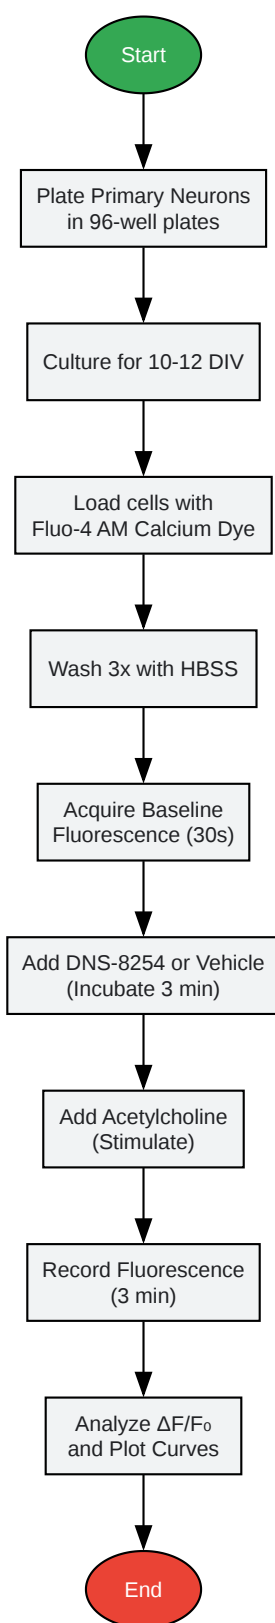 Start
Plate Primary Neurons
in 96-well plates
Culture for 10-12 DIV
Load cells with
Fluo-4 AM Calcium Dye
Wash 3x with HBSS
Acquire Baseline
Fluorescence (30s)
Add DNS-8254 or Vehicle
(Incubate 3 min)
Add Acetylcholine
(Stimulate)
Record Fluorescence
(3 min)
Analyze ΔF/F₀
and Plot Curves
End